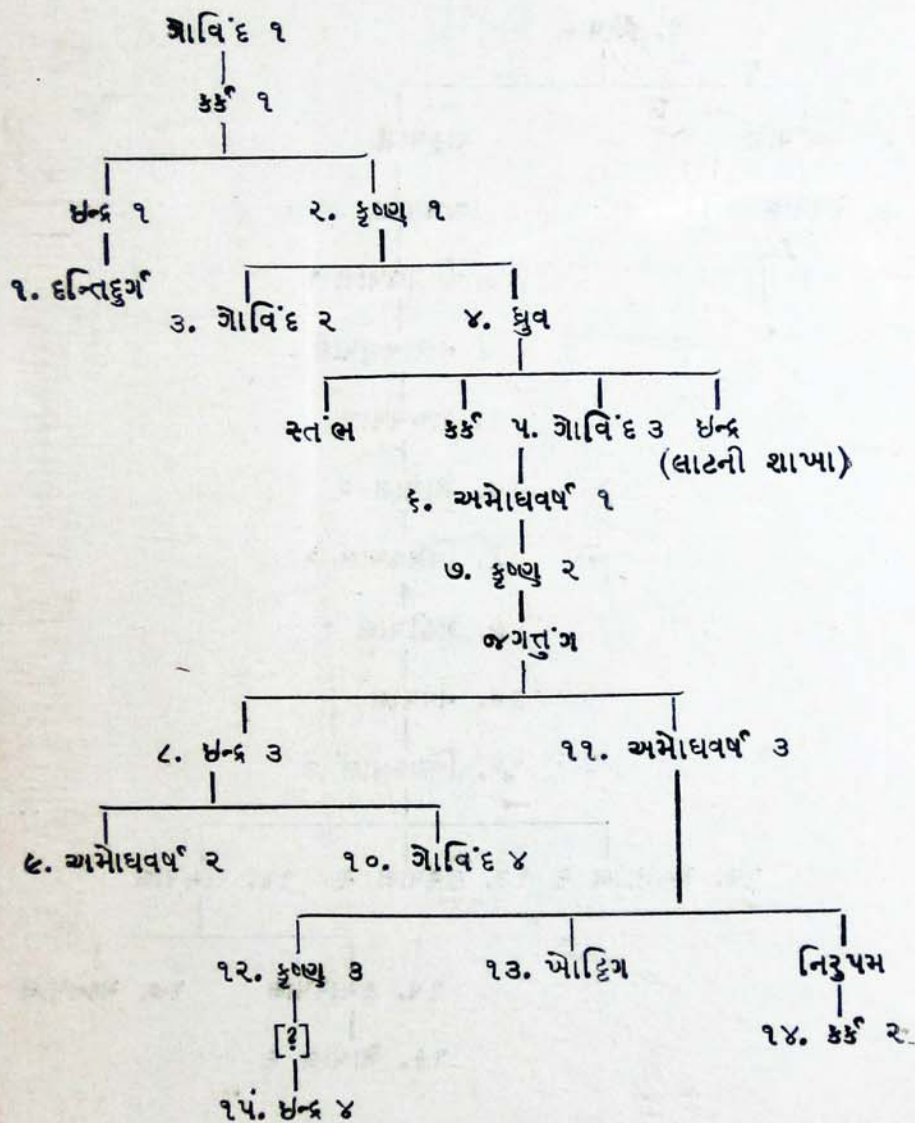 ગોવિંદ ૧
કર્ક ૧
ઇન્દ્ર ૧ ૨. કૃષ્ણ ૧
૧. દન્તિદુર્ગ
૩. ગોવિંદ ૨ ૪. ધ્રુવ
સ્તંભ કર્ક ૫. ગોવિંદ ૩ ઇન્દ્ર
(લાટની શાખા)
૬. અમોઘવર્ષ ૧
૭. કૃષ્ણ ૨
જગત્તુંગ
૮. ઇન્દ્ર ૩ ૧૧. અમોઘવર્ષ ૩
૯. અમોઘવર્ષ ૨ ૧૦. ગોવિંદ ૪
૧૨. કૃષ્ણ ૩ ૧૩. ખોટ્ટિગ નિરુપમ
[?] ૧૪. કર્ક ૨
૧૫. ઇન્દ્ર ૪